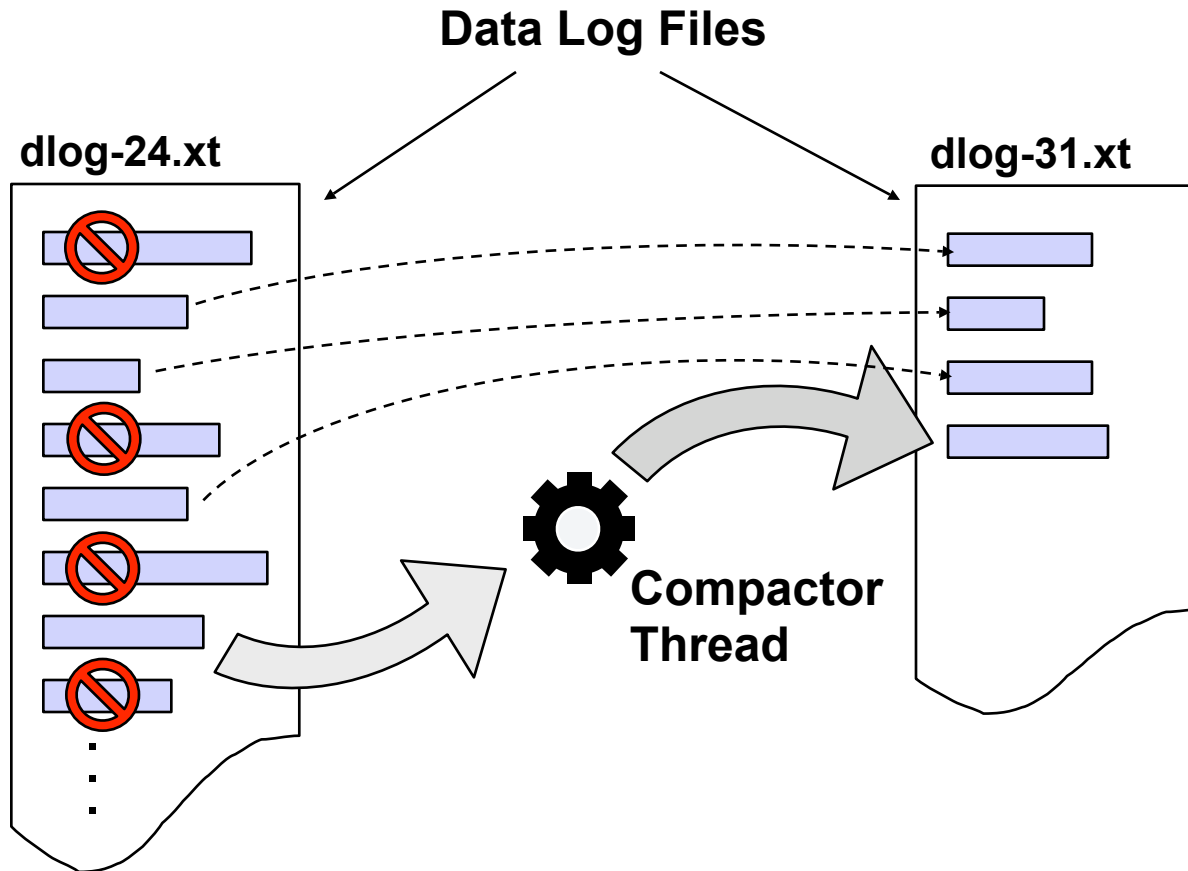 Data Log Files
dlog-24.xt
dlog-31.xt
Compactor
Thread